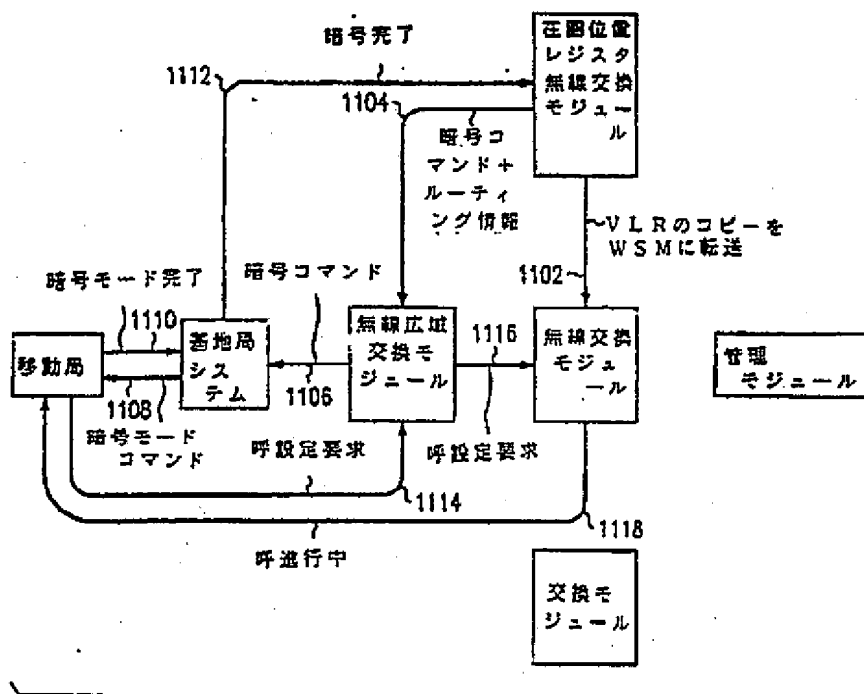 暗号完了
1112
在圏位置
レジスタ
無線交換
モジュー
ル
1104
暗号コ
マンド+
ルーティ
ング情報
VLRのコピーを
WSMに転送
1102
暗号モード完了
暗号コマンド
1110
移動局
基地局
システ
テム
1108
暗号モード
コマンド
1106
無線広域
交換モ
ジュール
1116
無線交換
モジュ
ール
管理
モジュール
呼設定要求
呼設定要求
1114
1118
呼進行中
交換モ
ジュール